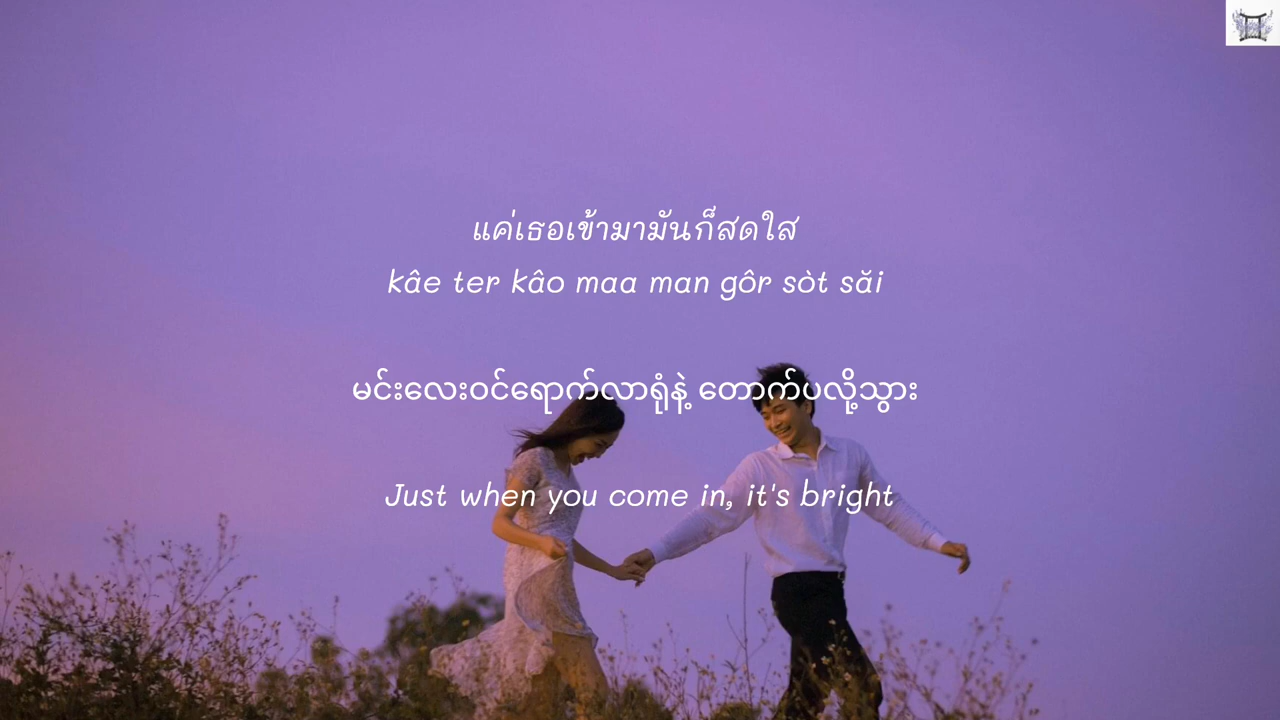 แค่เธอเข้ามามันก็สดใส
kâe ter kâo maa man gôr sòt săi
မင်းလေးဝင်ရောက်လာရုံနဲ့ တောက်ပလို့သွား
Just when you come in, it's bright